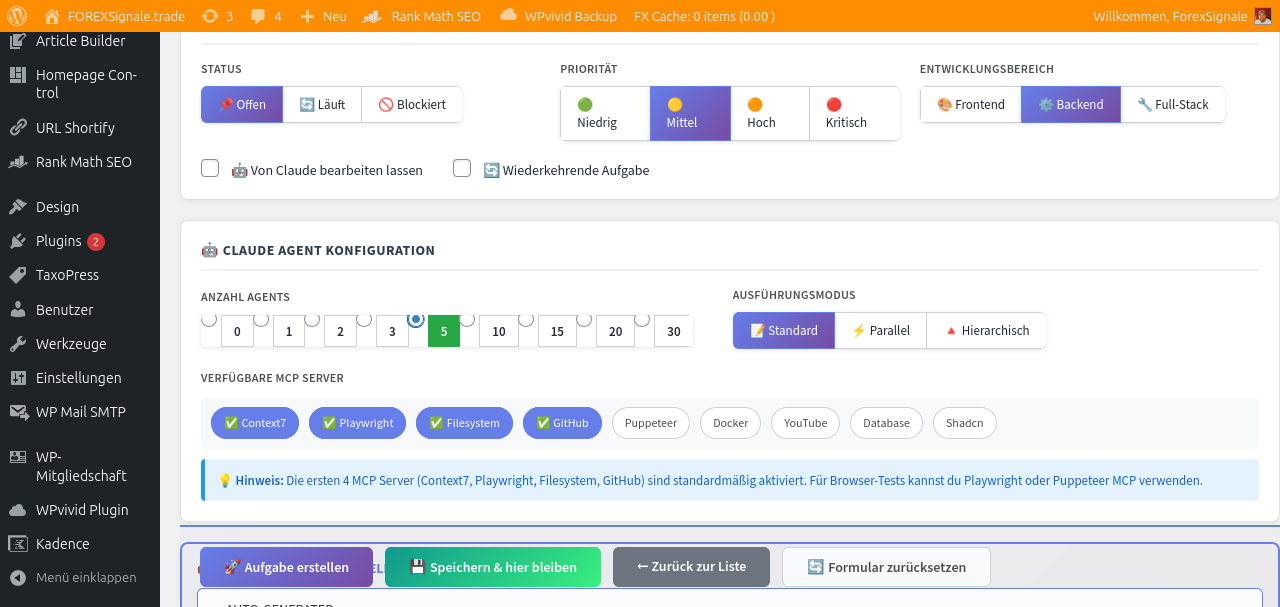 FOREXSignale.trade 3 4 Neu Rank Math SEO WPvivid Backup FX Cache: 0 items (0.00 ) Willkommen, ForexSignale
Article Builder
Homepage Con-
trol
URL Shortify
Rank Math SEO
Design
Plugins 2
TaxoPress
Benutzer
Werkzeuge
Einstellungen
WP Mail SMTP
WP-
Mitgliedschaft
WPvivid Plugin
Kadence
Menü einklappen
STATUS PRIORITÄT ENTWICKLUNGSBEREICH
📌 Offen 🔄 Läuft 🚫 Blockiert
🟢 Niedrig 🟡 Mittel 🟠 Hoch 🔴 Kritisch
🎨 Frontend ⚙️ Backend 🔧 Full-Stack
🤖 Von Claude bearbeiten lassen 🔄 Wiederkehrende Aufgabe
🤖 CLAUDE AGENT KONFIGURATION
ANZAHL AGENTS AUSFÜHRUNGSMODUS
0 1 2 3 5 10 15 20 30
📝 Standard ⚡ Parallel 🔺 Hierarchisch
VERFÜGBARE MCP SERVER
✅ Context7 ✅ Playwright ✅ Filesystem ✅ GitHub Puppeteer Docker YouTube Database Shadcn
💡 Hinweis: Die ersten 4 MCP Server (Context7, Playwright, Filesystem, GitHub) sind standardmäßig aktiviert. Für Browser-Tests kannst du Playwright oder Puppeteer MCP verwenden.
🚀 Aufgabe erstellen 💾 Speichern & hier bleiben ← Zurück zur Liste 🔄 Formular zurücksetzen
AUTO-GENERATED